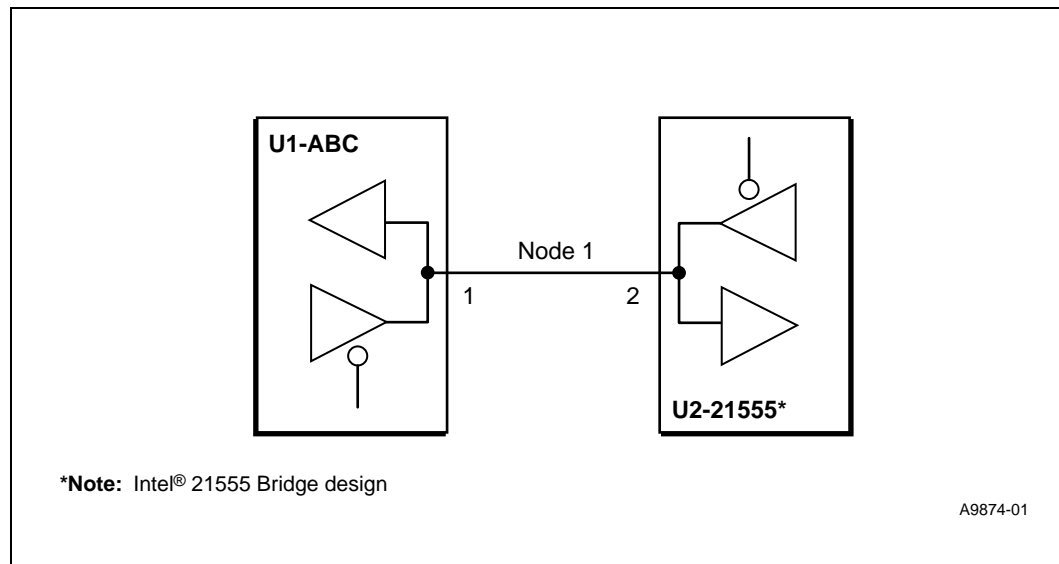 U1-ABC
Node 1
1
2
U2-21555*
*Note: Intel® 21555 Bridge design
A9874-01